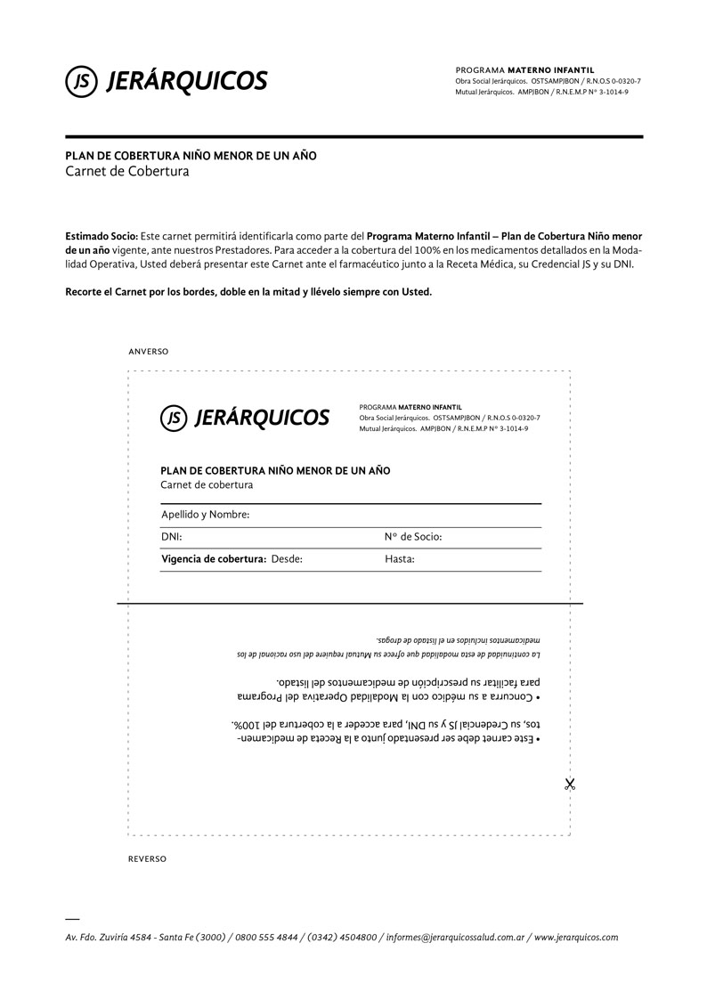 JS JERÁRQUICOS
PROGRAMA MATERNO INFANTIL
Obra Social Jerárquicos. OSTSAMPJBON / R.N.O.S 0-0320-7
Mutual Jerárquicos. AMPJBON / R.N.E.M.P Nº 3-1014-9
PLAN DE COBERTURA NIÑO MENOR DE UN AÑO
Carnet de Cobertura
Estimado Socio: Este carnet permitirá identificarla como parte del Programa Materno Infantil – Plan de Cobertura Niño menor
de un año vigente, ante nuestros Prestadores. Para acceder a la cobertura del 100% en los medicamentos detallados en la Moda-
lidad Operativa, Usted deberá presentar este Carnet ante el farmacéutico junto a la Receta Médica, su Credencial JS y su DNI.
Recorte el Carnet por los bordes, doble en la mitad y llévelo siempre con Usted.
ANVERSO
JS JERÁRQUICOS
PROGRAMA MATERNO INFANTIL
Obra Social Jerárquicos. OSTSAMPJBON / R.N.O.S 0-0320-7
Mutual Jerárquicos. AMPJBON / R.N.E.M.P Nº 3-1014-9
PLAN DE COBERTURA NIÑO MENOR DE UN AÑO
Carnet de cobertura
Apellido y Nombre:
DNI: Nº de Socio:
Vigencia de cobertura: Desde: Hasta:
• Este carnet debe ser presentado junto a la Receta de medicamen-
tos, su Credencial JS y su DNI, para acceder a la cobertura del 100%.
• Concurra a su médico con la Modalidad Operativa del Programa
para facilitar su prescripción de medicamentos del listado.
La continuidad de esta modalidad que ofrece su Mutual requiere del uso racional de los
medicamentos incluidos en el listado de drogas.
REVERSO
Av. Fdo. Zuviría 4584 - Santa Fe (3000) / 0800 555 4844 / (0342) 4504800 / informes@jerarquicossalud.com.ar / www.jerarquicos.com